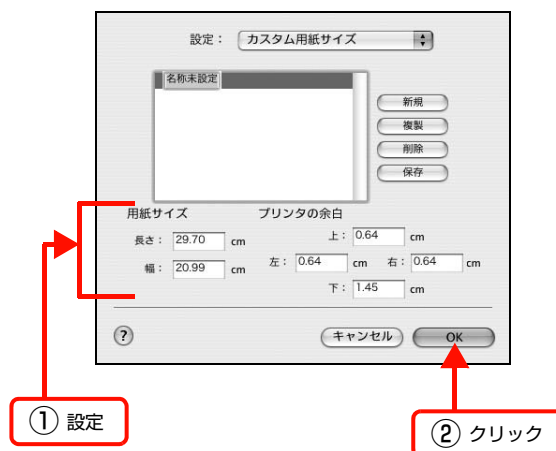 設定： カスタム用紙サイズ
名称未設定
新規
複製
削除
保存
用紙サイズ プリンタの余白
長さ： 29.70 cm 上： 0.64 cm
幅： 20.99 cm 左： 0.64 cm 右： 0.64 cm
下： 1.45 cm
? キャンセル OK
① 設定
② クリック